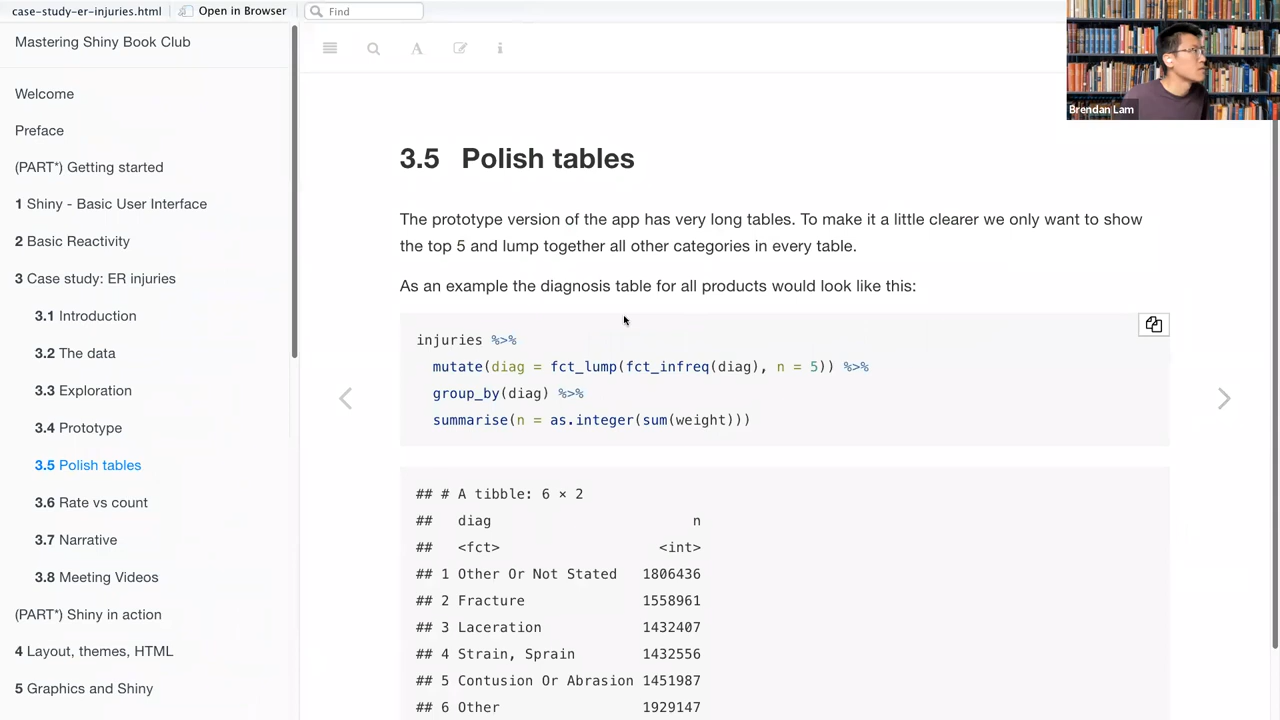 case-study-er-injuries.html
Open in Browser
Find
Brendan Lam
Mastering Shiny Book Club
Welcome
Preface
(PART*) Getting started
1 Shiny - Basic User Interface
2 Basic Reactivity
3 Case study: ER injuries
3.1 Introduction
3.2 The data
3.3 Exploration
3.4 Prototype
3.5 Polish tables
3.6 Rate vs count
3.7 Narrative
3.8 Meeting Videos
(PART*) Shiny in action
4 Layout, themes, HTML
5 Graphics and Shiny
3.5 Polish tables
The prototype version of the app has very long tables. To make it a little clearer we only want to show
the top 5 and lump together all other categories in every table.
As an example the diagnosis table for all products would look like this:
injuries %>%
mutate(diag = fct_lump(fct_infreq(diag), n = 5)) %>%
group_by(diag) %>%
summarise(n = as.integer(sum(weight)))
## # A tibble: 6 × 2
## diag n
## <fct> <int>
## 1 Other Or Not Stated 1806436
## 2 Fracture 1558961
## 3 Laceration 1432407
## 4 Strain, Sprain 1432556
## 5 Contusion Or Abrasion 1451987
## 6 Other 1929147